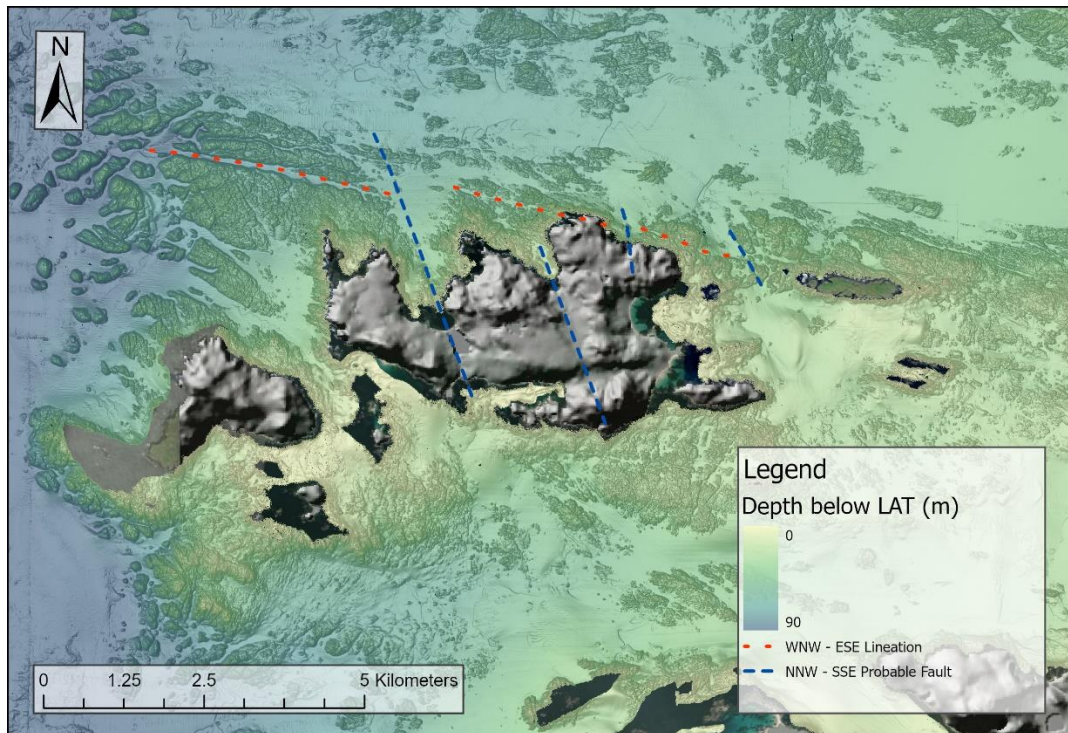 N
Legend
Depth below LAT (m)
0
90
WNW - ESE Lineation
NNW - SSE Probable Fault
0 1.25 2.5 5 Kilometers